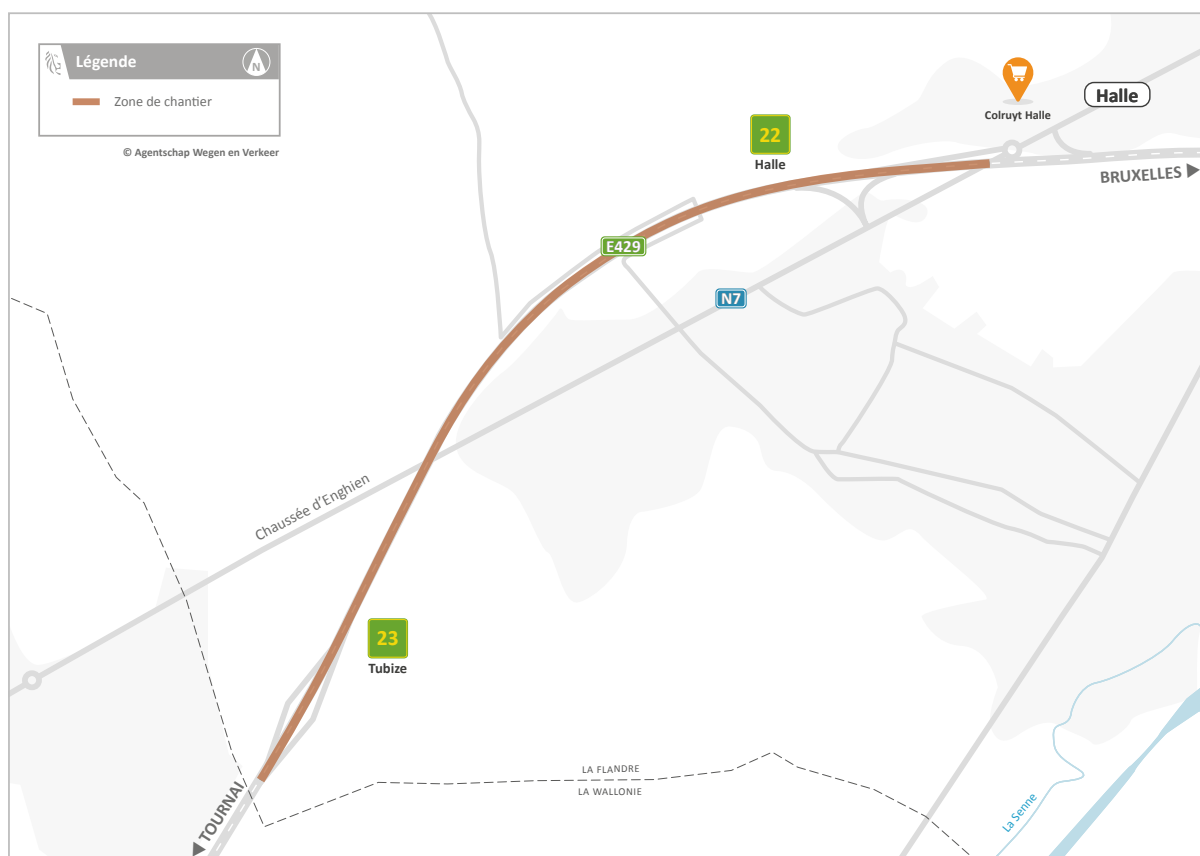 Légende
N
Zone de chantier
© Agentschap Wegen en Verkeer
Colruyt Halle
Halle
22
Halle
BRUXELLES
E429
N7
Chaussée d'Enghien
23
Tubize
LA FLANDRE
LA WALLONIE
TOURNAI
La Senne